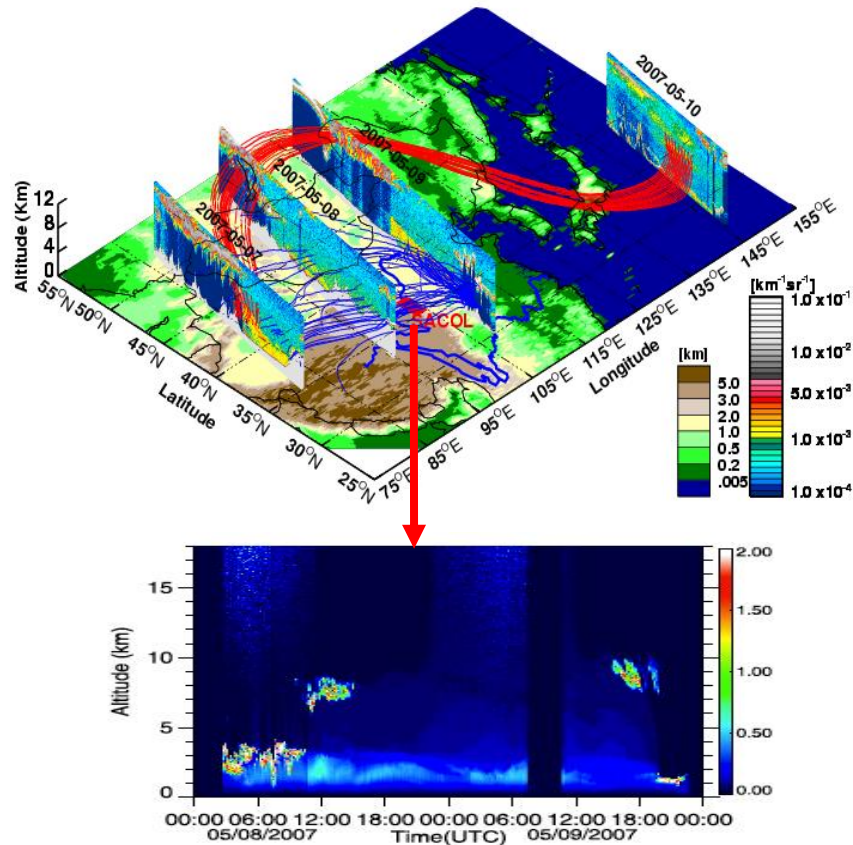 2007-05-10
2007-05-09
2007-05-08
2007-05-07
Altitude (Km)
12
8
4
0
55°N
50°N
45°N
40°N
35°N
30°N
25°N
Latitude
75°E
85°E
95°E
105°E
115°E
125°E
135°E
145°E
155°E
Longitude
SACOL
[km]
5.0
3.0
2.0
1.0
0.5
0.2
.005
[km⁻¹sr⁻¹]
1.0 x10⁻¹
1.0 x10⁻²
5.0 x10⁻³
1.0 x10⁻³
1.0 x10⁻⁴
Altitude (km)
15
10
5
0
2.00
1.50
1.00
0.50
0.00
00:00 06:00 12:00 18:00 00:00 06:00 12:00 18:00 00:00
05/08/2007 Time(UTC) 05/09/2007